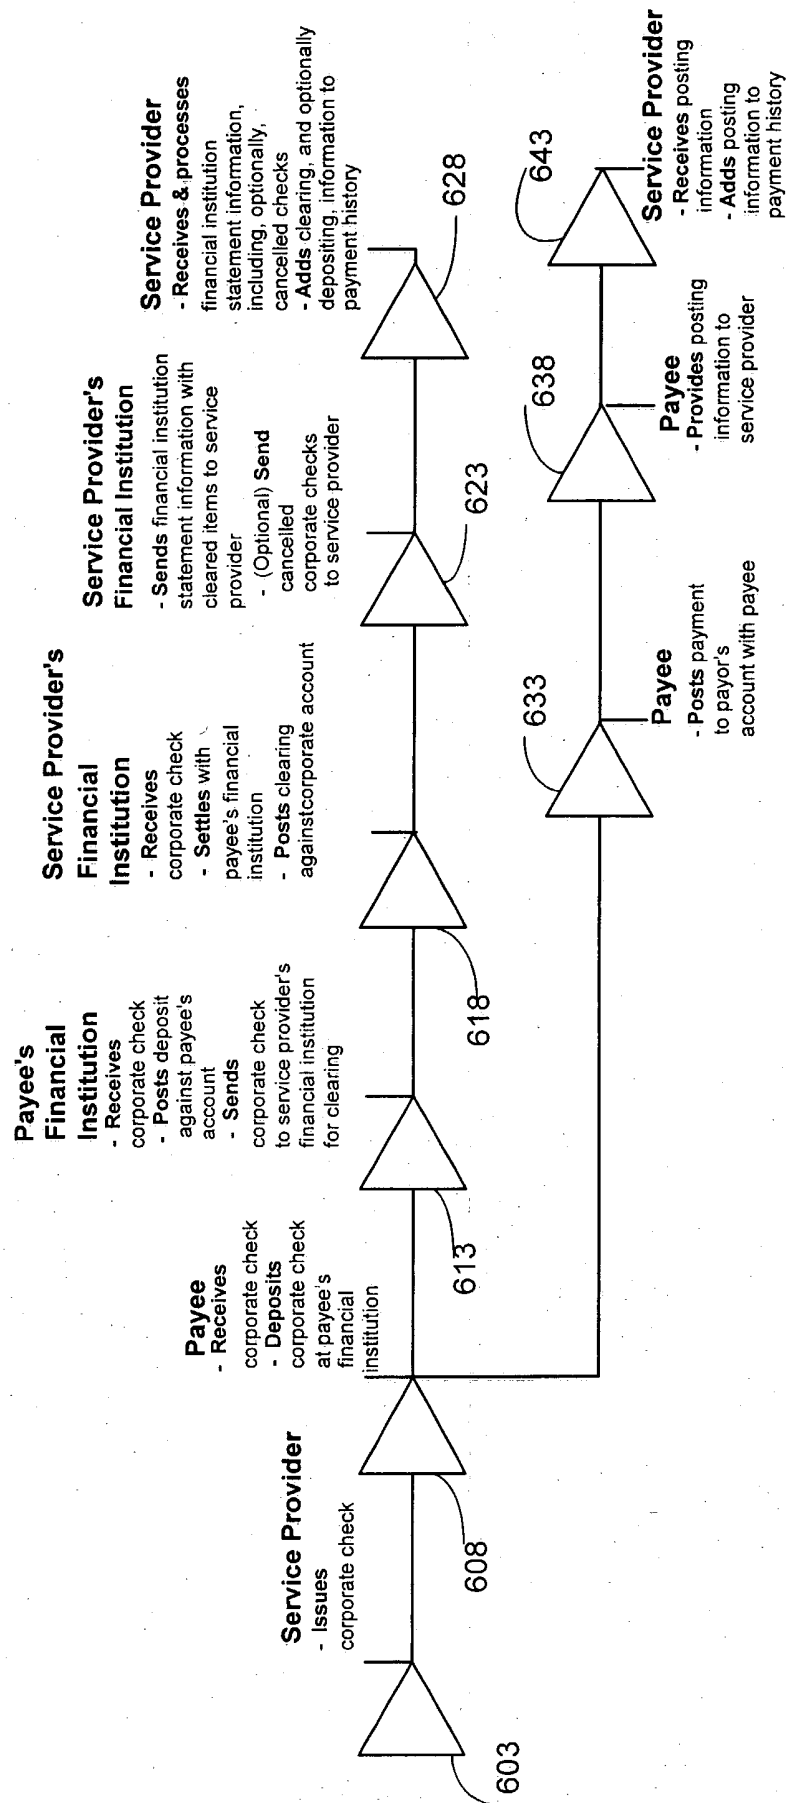 Service Provider
- Issues
corporate check
603
Payee
- Receives
corporate check
- Deposits
corporate check
at payee's
financial
institution
608
Payee's
Financial
Institution
- Receives
corporate check
- Posts deposit
against payee's
account
- Sends
corporate check
to service provider's
financial institution
for clearing
613
Service Provider's
Financial
Institution
- Receives
corporate check
- Settles with
payee's financial
institution
- Posts clearing
againstcorporate account
618
Service Provider's
Financial Institution
- Sends financial institution
statement information with
cleared items to service
provider
- (Optional) Send
cancelled
corporate checks
to service provider
623
Service Provider
- Receives & processes
financial institution
statement information,
including, optionally,
cancelled checks
- Adds clearing, and optionally
depositing, information to
payment history
628
633
Payee
- Posts payment
to payor's
account with payee
638
Payee
- Provides posting
information to
service provider
643
Service Provider
- Receives posting
information
- Adds posting
information to
payment history